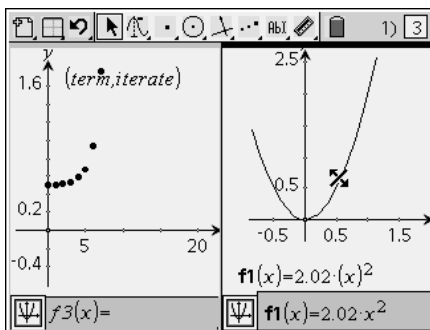 AbI 1) 3
y
1.6
(term,iterate)
0.2
5 20
-0.4
f3(x)=
2.5
0.5
-0.5 0.5 1.5
f1(x)=2.02·(x)²
f1(x)=2.02·x²